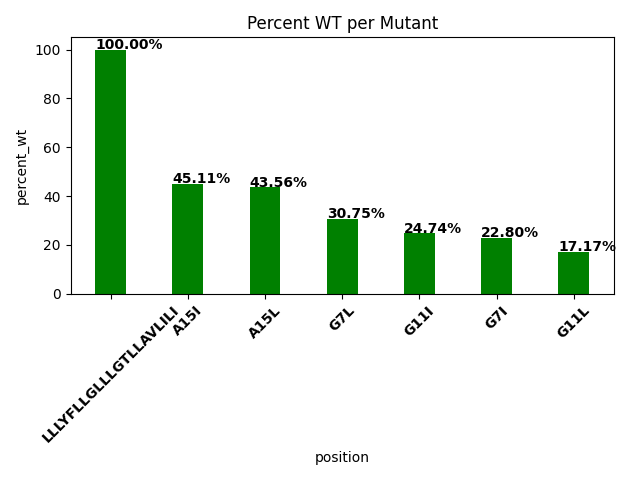 Percent WT per Mutant
percent_wt
100
80
60
40
20
0
100.00%
45.11%
43.56%
30.75%
24.74%
22.80%
17.17%
LLLYFLLGLLLGTLLAVLILI
A15I
A15L
G7L
G11I
G7I
G11L
position